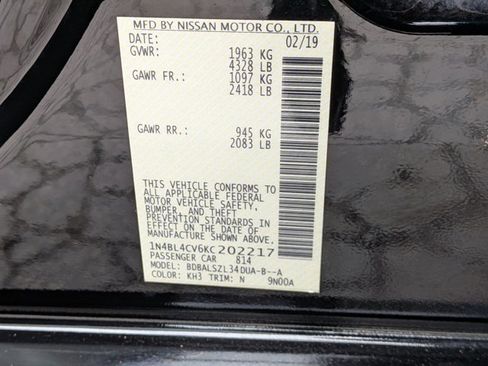 MFD BY NISSAN MOTOR CO., LTD.
DATE: 02/19
GVWR: 1963 KG
4328 LB
GAWR FR.: 1097 KG
2418 LB
GAWR RR.: 945 KG
2083 LB
THIS VEHICLE CONFORMS TO
ALL APPLICABLE FEDERAL
MOTOR VEHICLE SAFETY,
BUMPER, AND THEFT
PREVENTION STANDARDS IN
EFFECT ON THE DATE OF
MANUFACTURE SHOWN ABOVE.
1N4BL4CV6KC202217
PASSENGER CAR 814
MODEL: BDBALSZL34DUA-B--A
COLOR: KH3 TRIM: N 9N00A